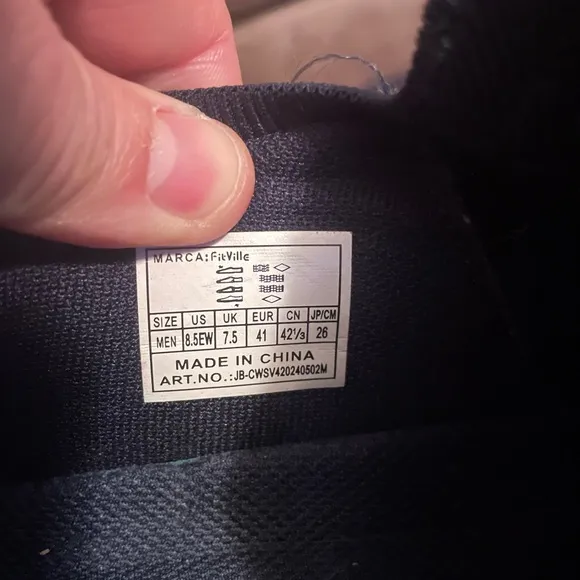 MARCA:FitVille
SIZE US UK EUR CN JP/CM
MEN 8.5EW 7.5 41 42⅓ 26
MADE IN CHINA
ART.NO.:JB-CWSV420240502M